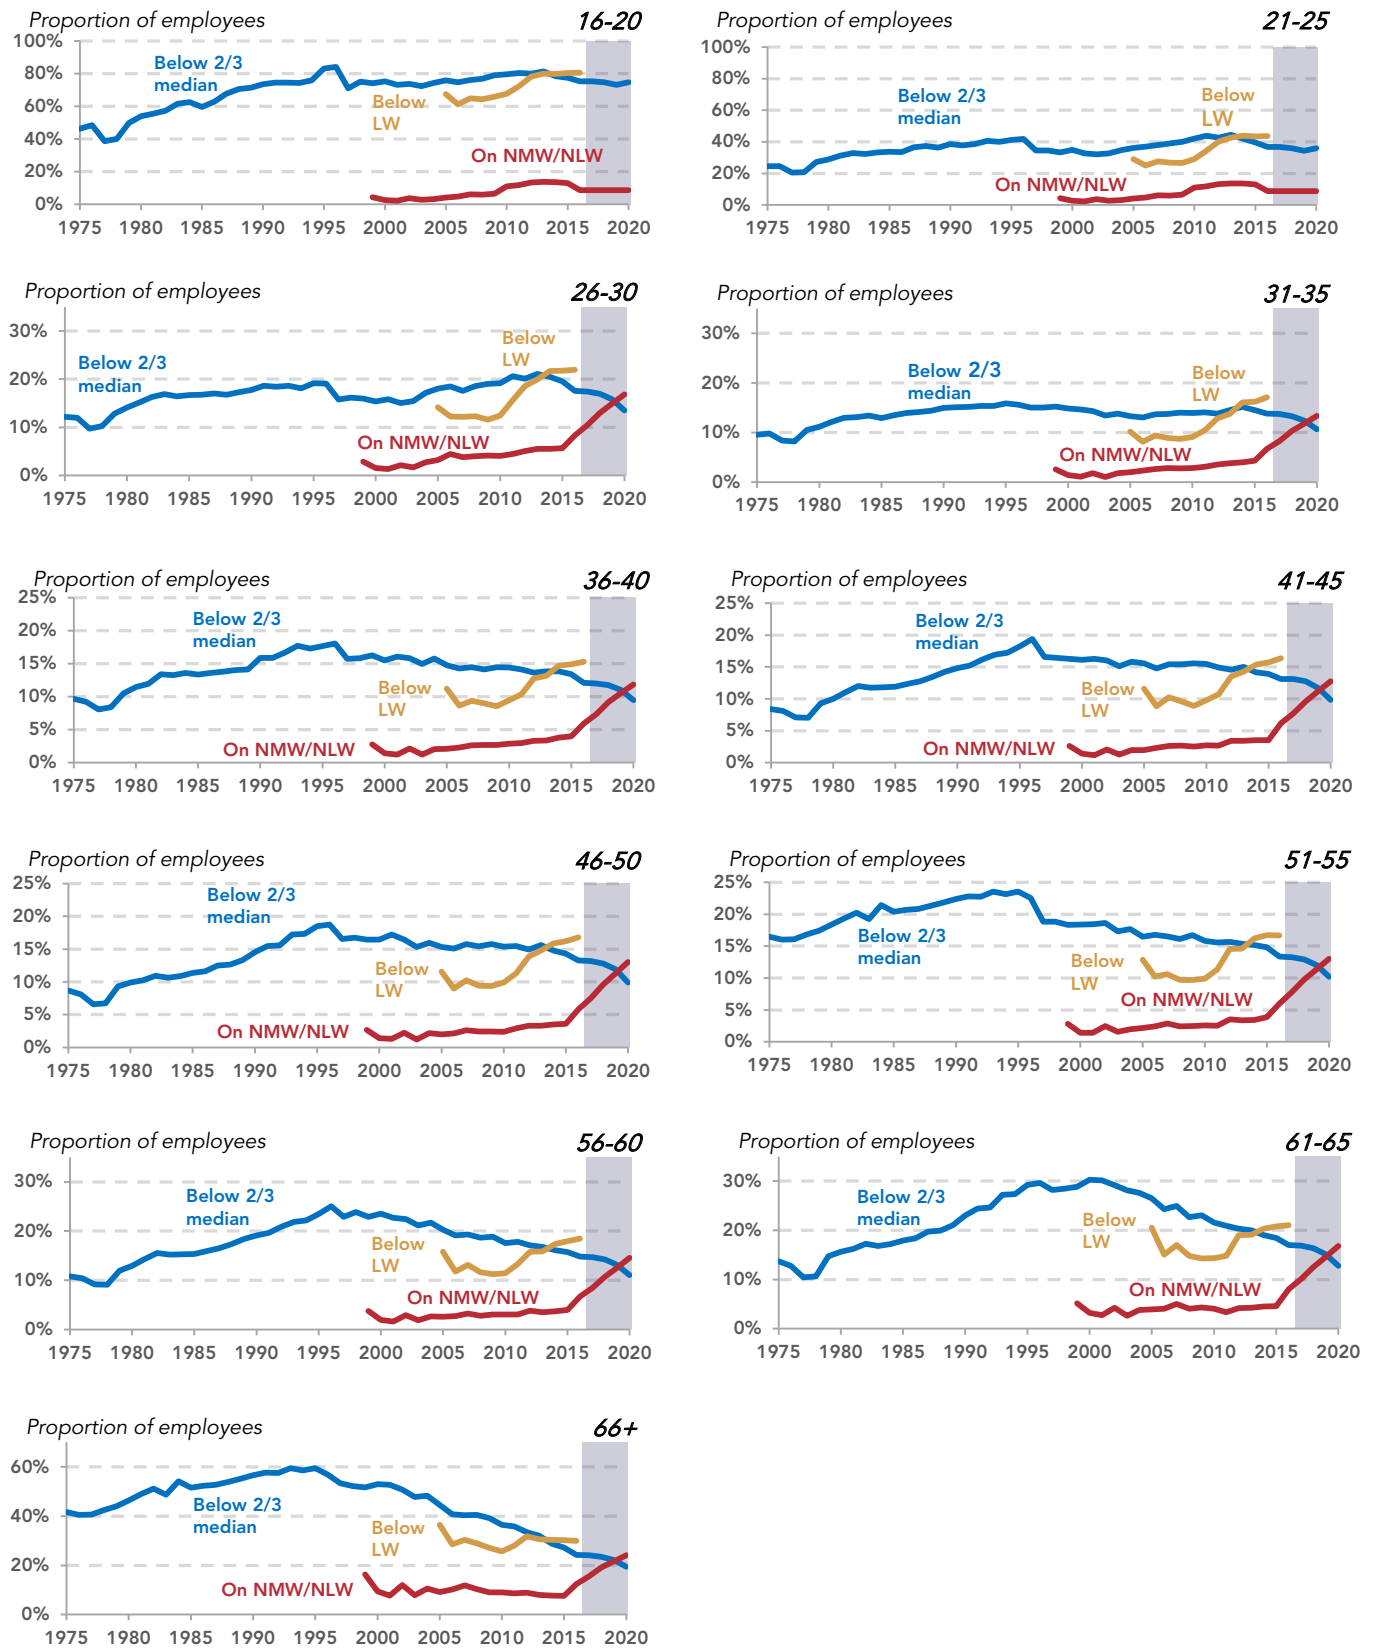 Proportion of employees 16-20
100%
80%
60%
40%
20%
0%
Below 2/3
median
Below
LW
On NMW/NLW
1975 1980 1985 1990 1995 2000 2005 2010 2015 2020
Proportion of employees 21-25
100%
80%
60%
40%
20%
0%
Below 2/3
median
Below
LW
On NMW/NLW
1975 1980 1985 1990 1995 2000 2005 2010 2015 2020
Proportion of employees 26-30
30%
20%
10%
0%
Below 2/3
median
Below
LW
On NMW/NLW
1975 1980 1985 1990 1995 2000 2005 2010 2015 2020
Proportion of employees 31-35
30%
20%
10%
0%
Below 2/3
median
Below
LW
On NMW/NLW
1975 1980 1985 1990 1995 2000 2005 2010 2015 2020
Proportion of employees 36-40
25%
20%
15%
10%
5%
0%
Below 2/3
median
Below
LW
On NMW/NLW
1975 1980 1985 1990 1995 2000 2005 2010 2015 2020
Proportion of employees 41-45
25%
20%
15%
10%
5%
0%
Below 2/3
median
Below
LW
On NMW/NLW
1975 1980 1985 1990 1995 2000 2005 2010 2015 2020
Proportion of employees 46-50
25%
20%
15%
10%
5%
0%
Below 2/3
median
Below
LW
On NMW/NLW
1975 1980 1985 1990 1995 2000 2005 2010 2015 2020
Proportion of employees 51-55
25%
20%
15%
10%
5%
0%
Below 2/3
median
Below
LW
On NMW/NLW
1975 1980 1985 1990 1995 2000 2005 2010 2015 2020
Proportion of employees 56-60
30%
20%
10%
0%
Below 2/3
median
Below
LW
On NMW/NLW
1975 1980 1985 1990 1995 2000 2005 2010 2015 2020
Proportion of employees 61-65
30%
20%
10%
0%
Below 2/3
median
Below
LW
On NMW/NLW
1975 1980 1985 1990 1995 2000 2005 2010 2015 2020
Proportion of employees 66+
60%
40%
20%
0%
Below 2/3
median
Below
LW
On NMW/NLW
1975 1980 1985 1990 1995 2000 2005 2010 2015 2020